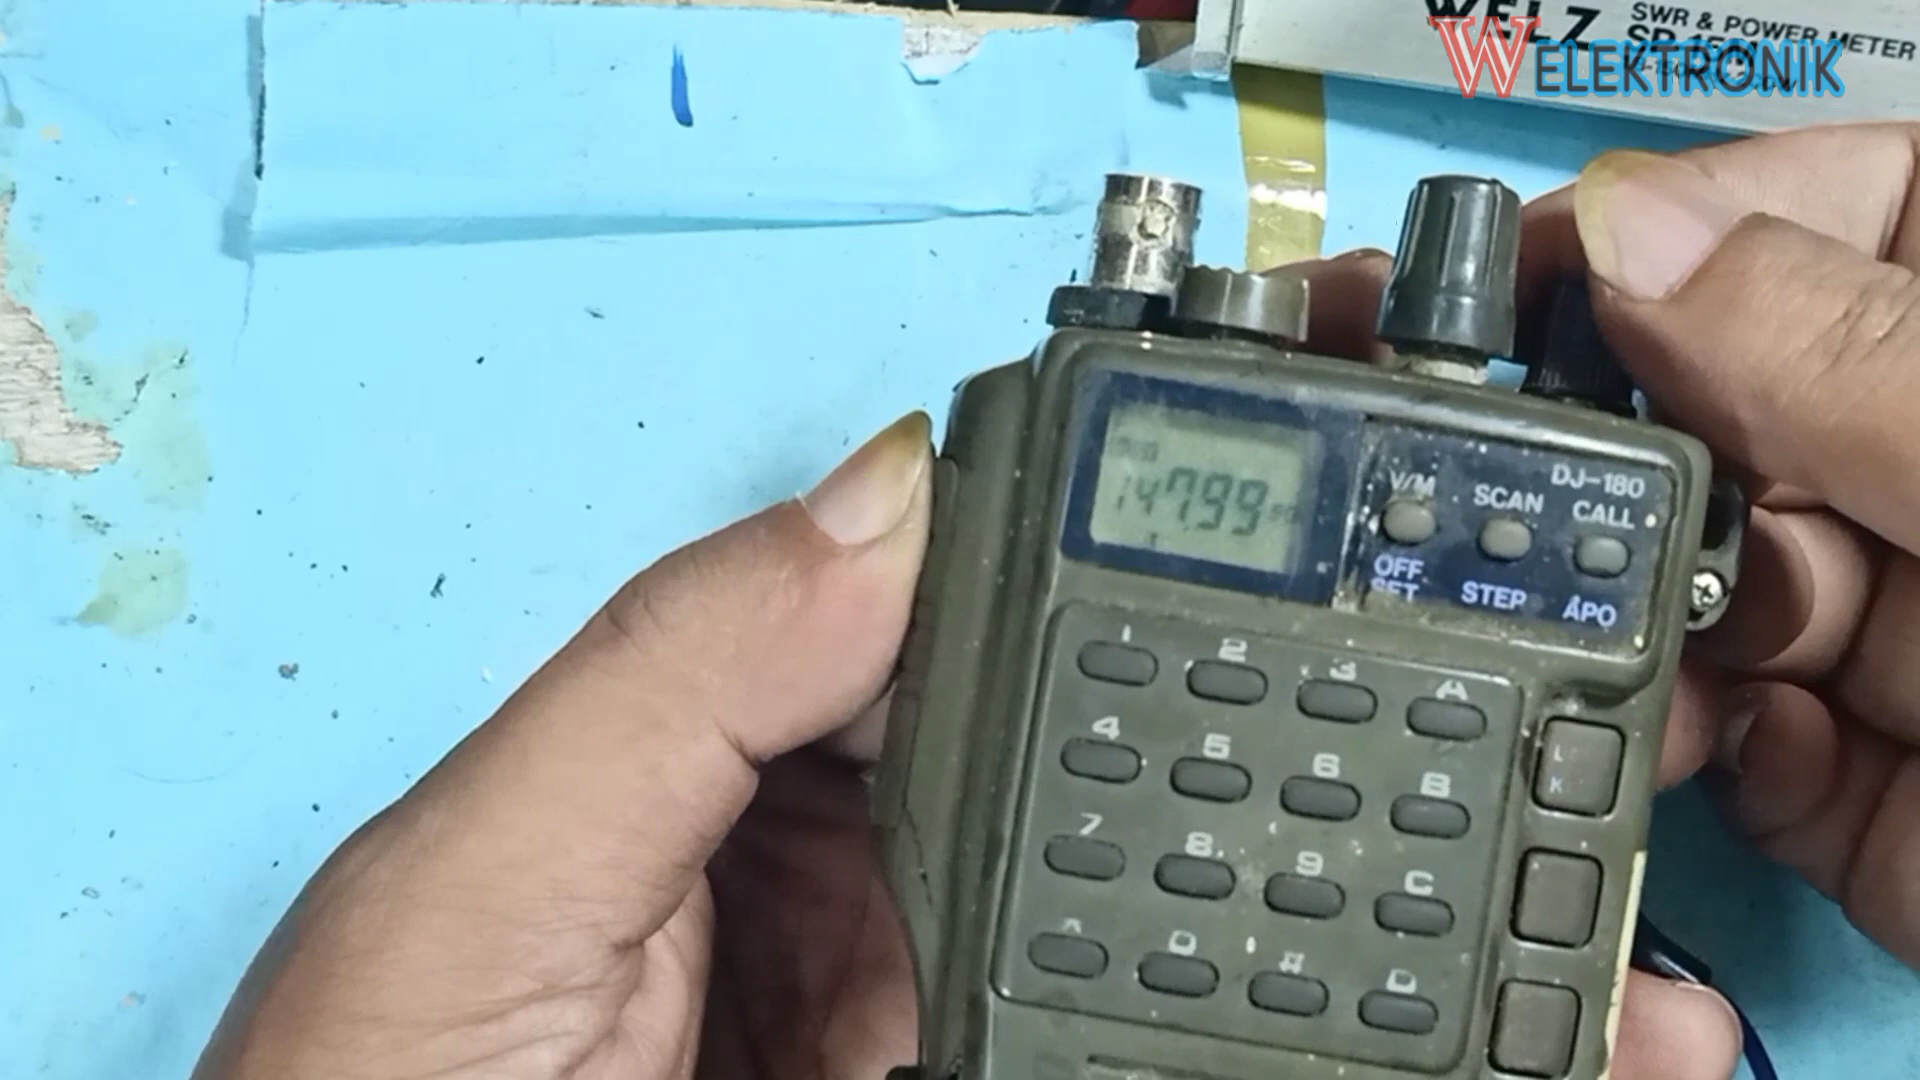 WELZ SWR & POWER METER
WELEKTRONIK
147.99
DJ-180
V/M SCAN CALL
OFF SET STEP APO
1 2 3 A
4 5 6 B
L
K
7 8 9 C
0 # D